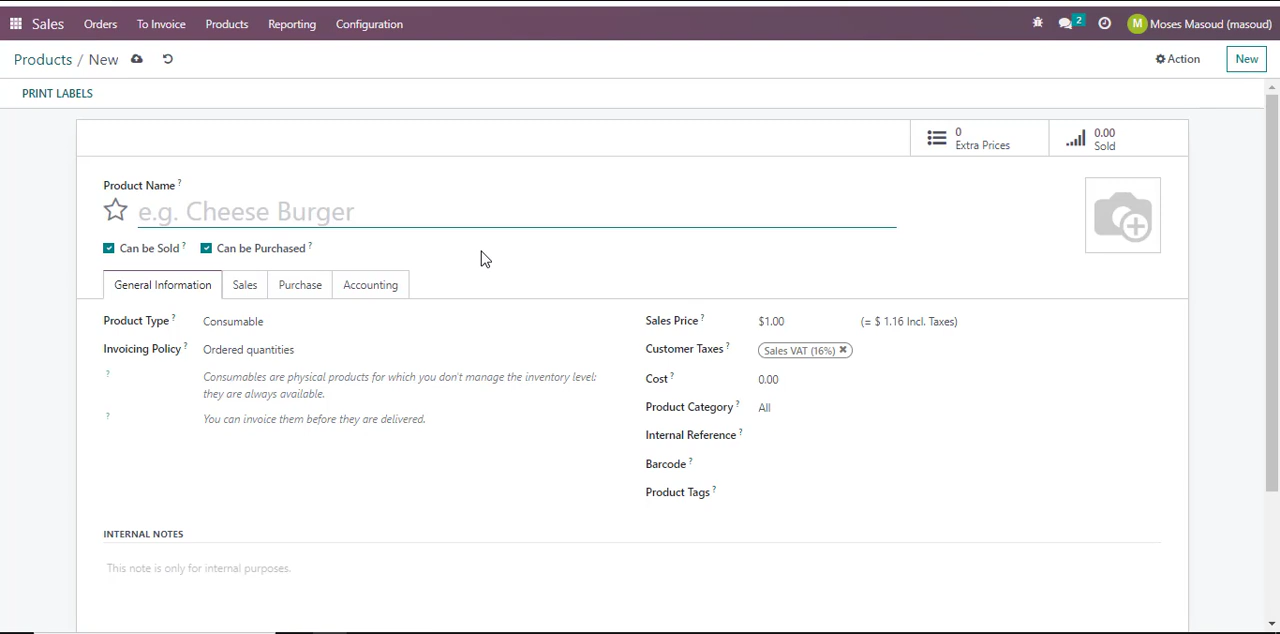 Sales Orders To Invoice Products Reporting Configuration 2 M Moses Masoud (masoud)
Products / New Action New
PRINT LABELS
0 Extra Prices 0.00 Sold
Product Name ?
e.g. Cheese Burger
Can be Sold ? Can be Purchased ?
General Information Sales Purchase Accounting
Product Type ? Consumable
Invoicing Policy ? Ordered quantities
? Consumables are physical products for which you don't manage the inventory level:
they are always available.
? You can invoice them before they are delivered.
Sales Price ? $1.00 (= $ 1.16 Incl. Taxes)
Customer Taxes ? Sales VAT (16%) ✖
Cost ? 0.00
Product Category ? All
Internal Reference ?
Barcode ?
Product Tags ?
INTERNAL NOTES
This note is only for internal purposes.